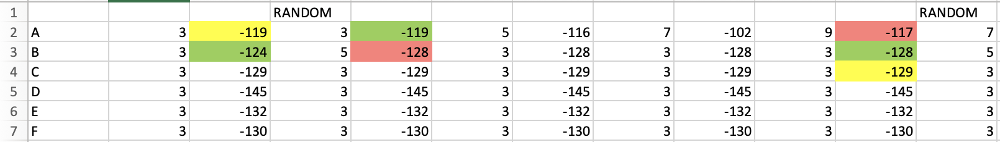 1 RANDOM RANDOM
2 A 3 -119 3 -119 5 -116 7 -102 9 -117 7
3 B 3 -124 5 -128 3 -128 3 -128 3 -128 5
4 C 3 -129 3 -129 3 -129 3 -129 3 -129 3
5 D 3 -145 3 -145 3 -145 3 -145 3 -145 3
6 E 3 -132 3 -132 3 -132 3 -132 3 -132 3
7 F 3 -130 3 -130 3 -130 3 -130 3 -130 3